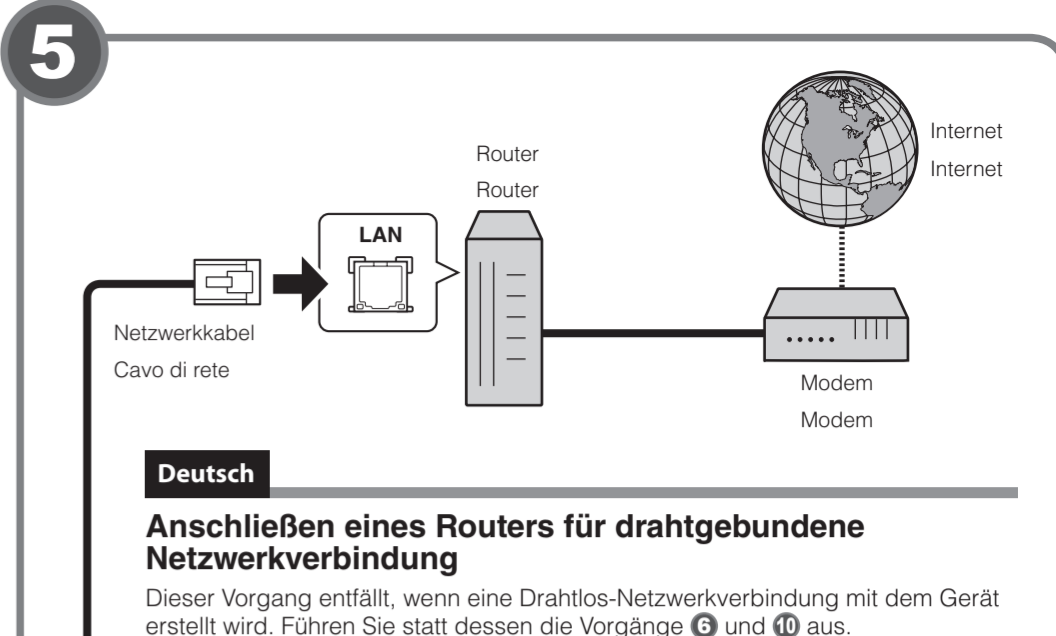 5
Internet
Internet
Router
Router
LAN
Netzwerkkabel
Cavo di rete
Modem
Modem
Deutsch
Anschließen eines Routers für drahtgebundene
Netzwerkverbindung
Dieser Vorgang entfällt, wenn eine Drahtlos-Netzwerkverbindung mit dem Gerät
erstellt wird. Führen Sie statt dessen die Vorgänge 6 und 10 aus.